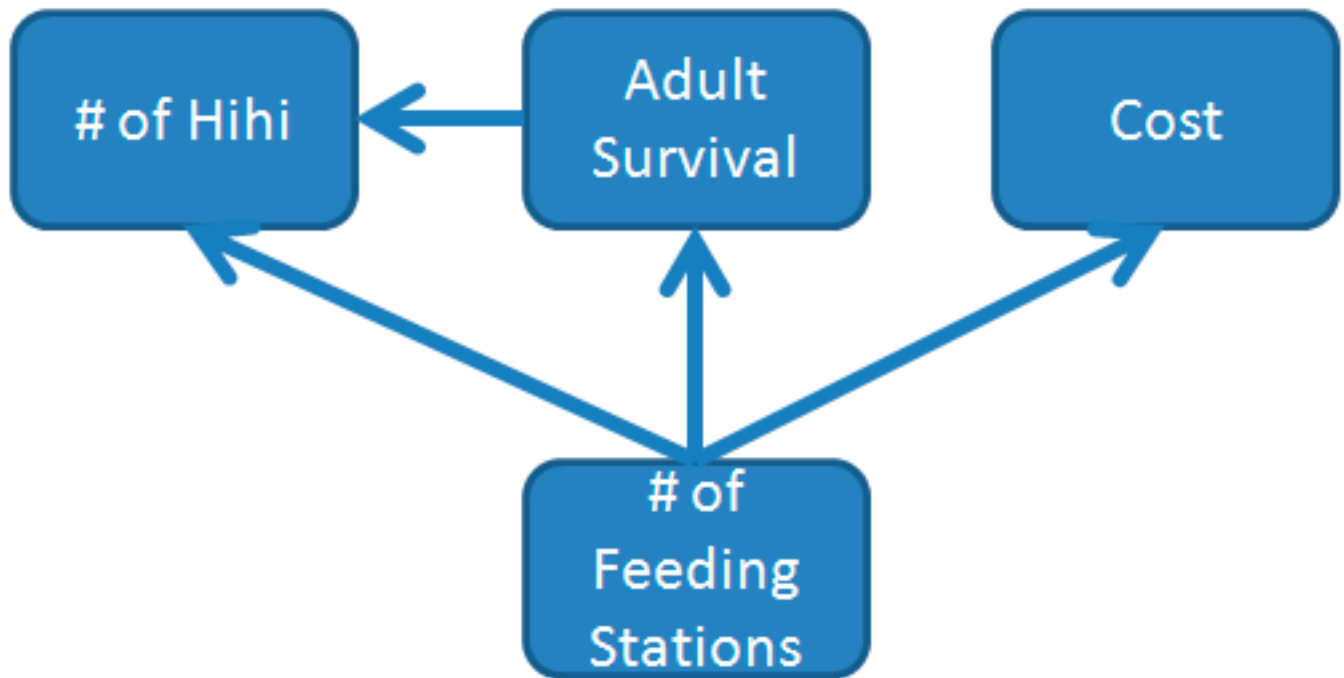 # of Hihi
Adult
Survival
Cost
# of
Feeding
Stations